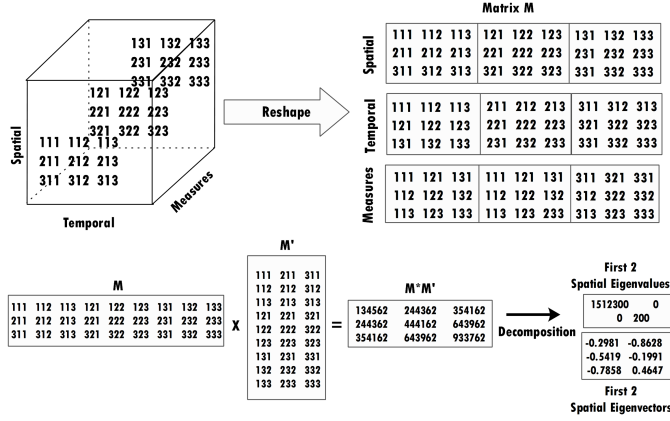 Matrix M
131 132 133
231 232 233
331 332 333
121 122 123
221 222 223
321 322 323
111 112 113
211 212 213
311 312 313
Spatial
Temporal
Measures
Reshape
Spatial
111 112 113 121 122 123 131 132 133
211 212 213 221 222 223 231 232 233
311 312 313 321 322 323 331 332 333
Temporal
111 112 113 211 212 213 311 312 313
121 122 123 221 222 223 321 322 323
131 132 133 231 232 233 331 332 333
Measures
111 121 131 111 121 131 311 321 331
112 122 132 112 122 132 312 322 332
113 123 133 113 123 233 313 323 333
M
111 112 113 121 122 123 131 132 133
211 212 213 221 222 223 231 232 233
311 312 313 321 322 323 331 332 333
x
M'
111 211 311
112 212 312
113 213 313
121 221 321
122 222 322
123 223 323
131 231 331
132 232 332
133 233 333
=
M*M'
134562 244362 354162
244362 444162 643962
354162 643962 933762
Decomposition
First 2
Spatial Eigenvalues
1512300 0
0 200
-0.2981 -0.8628
-0.5419 -0.1991
-0.7858 0.4647
First 2
Spatial Eigenvectors